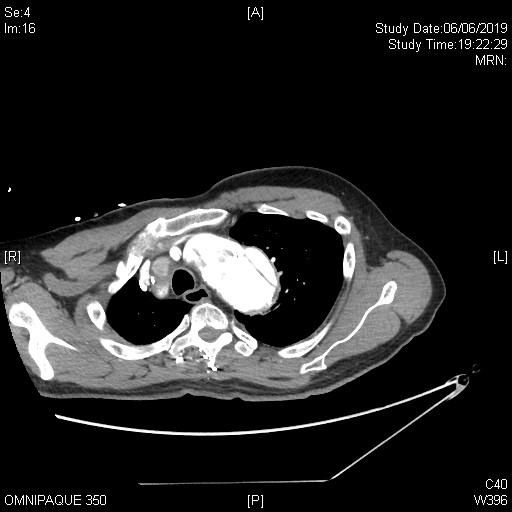 Se:4
Im:16
[A]
Study Date:06/06/2019
Study Time:19:22:29
MRN:
[R]
[L]
OMNIPAQUE 350
[P]
C40
W396